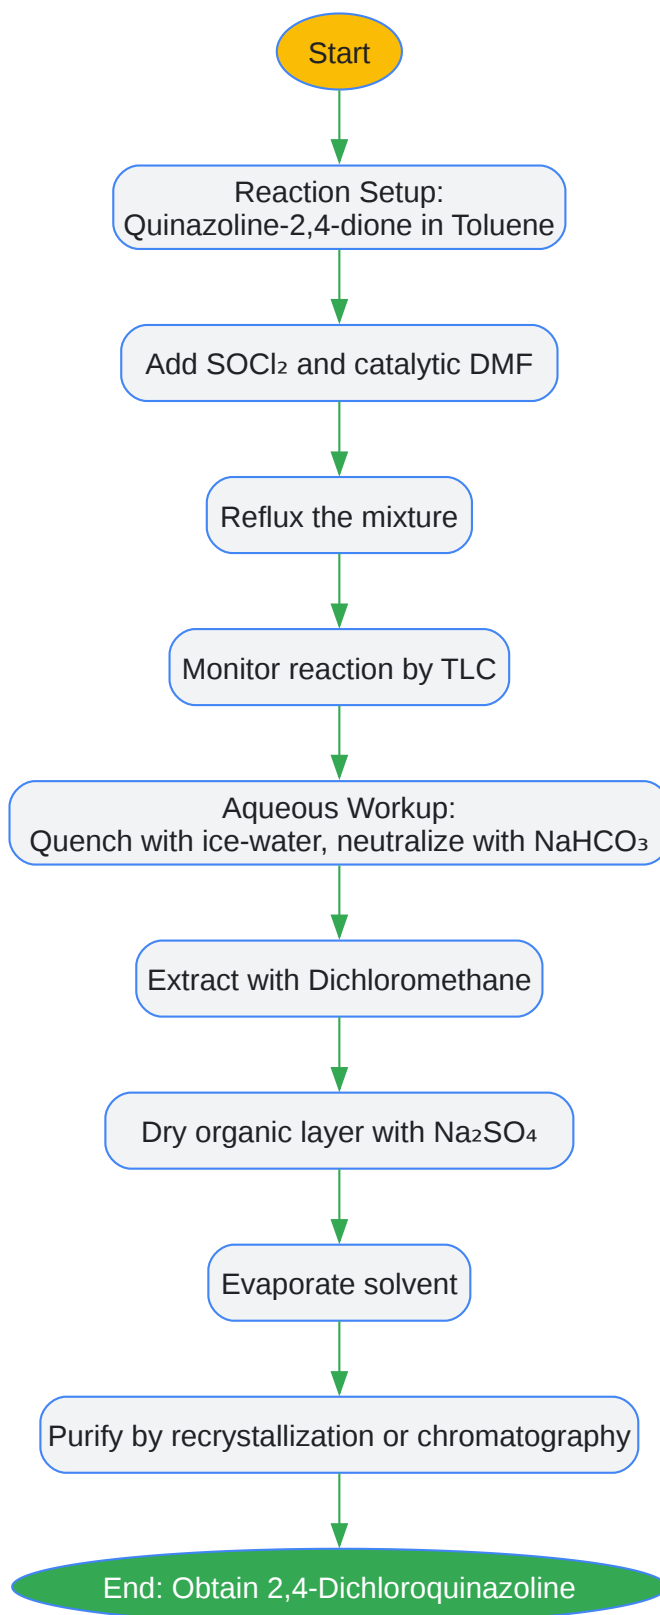 Start
Reaction Setup:
Quinazoline-2,4-dione in Toluene
Add SOCl₂ and catalytic DMF
Reflux the mixture
Monitor reaction by TLC
Aqueous Workup:
Quench with ice-water, neutralize with NaHCO₃
Extract with Dichloromethane
Dry organic layer with Na₂SO₄
Evaporate solvent
Purify by recrystallization or chromatography
End: Obtain 2,4-Dichloroquinazoline